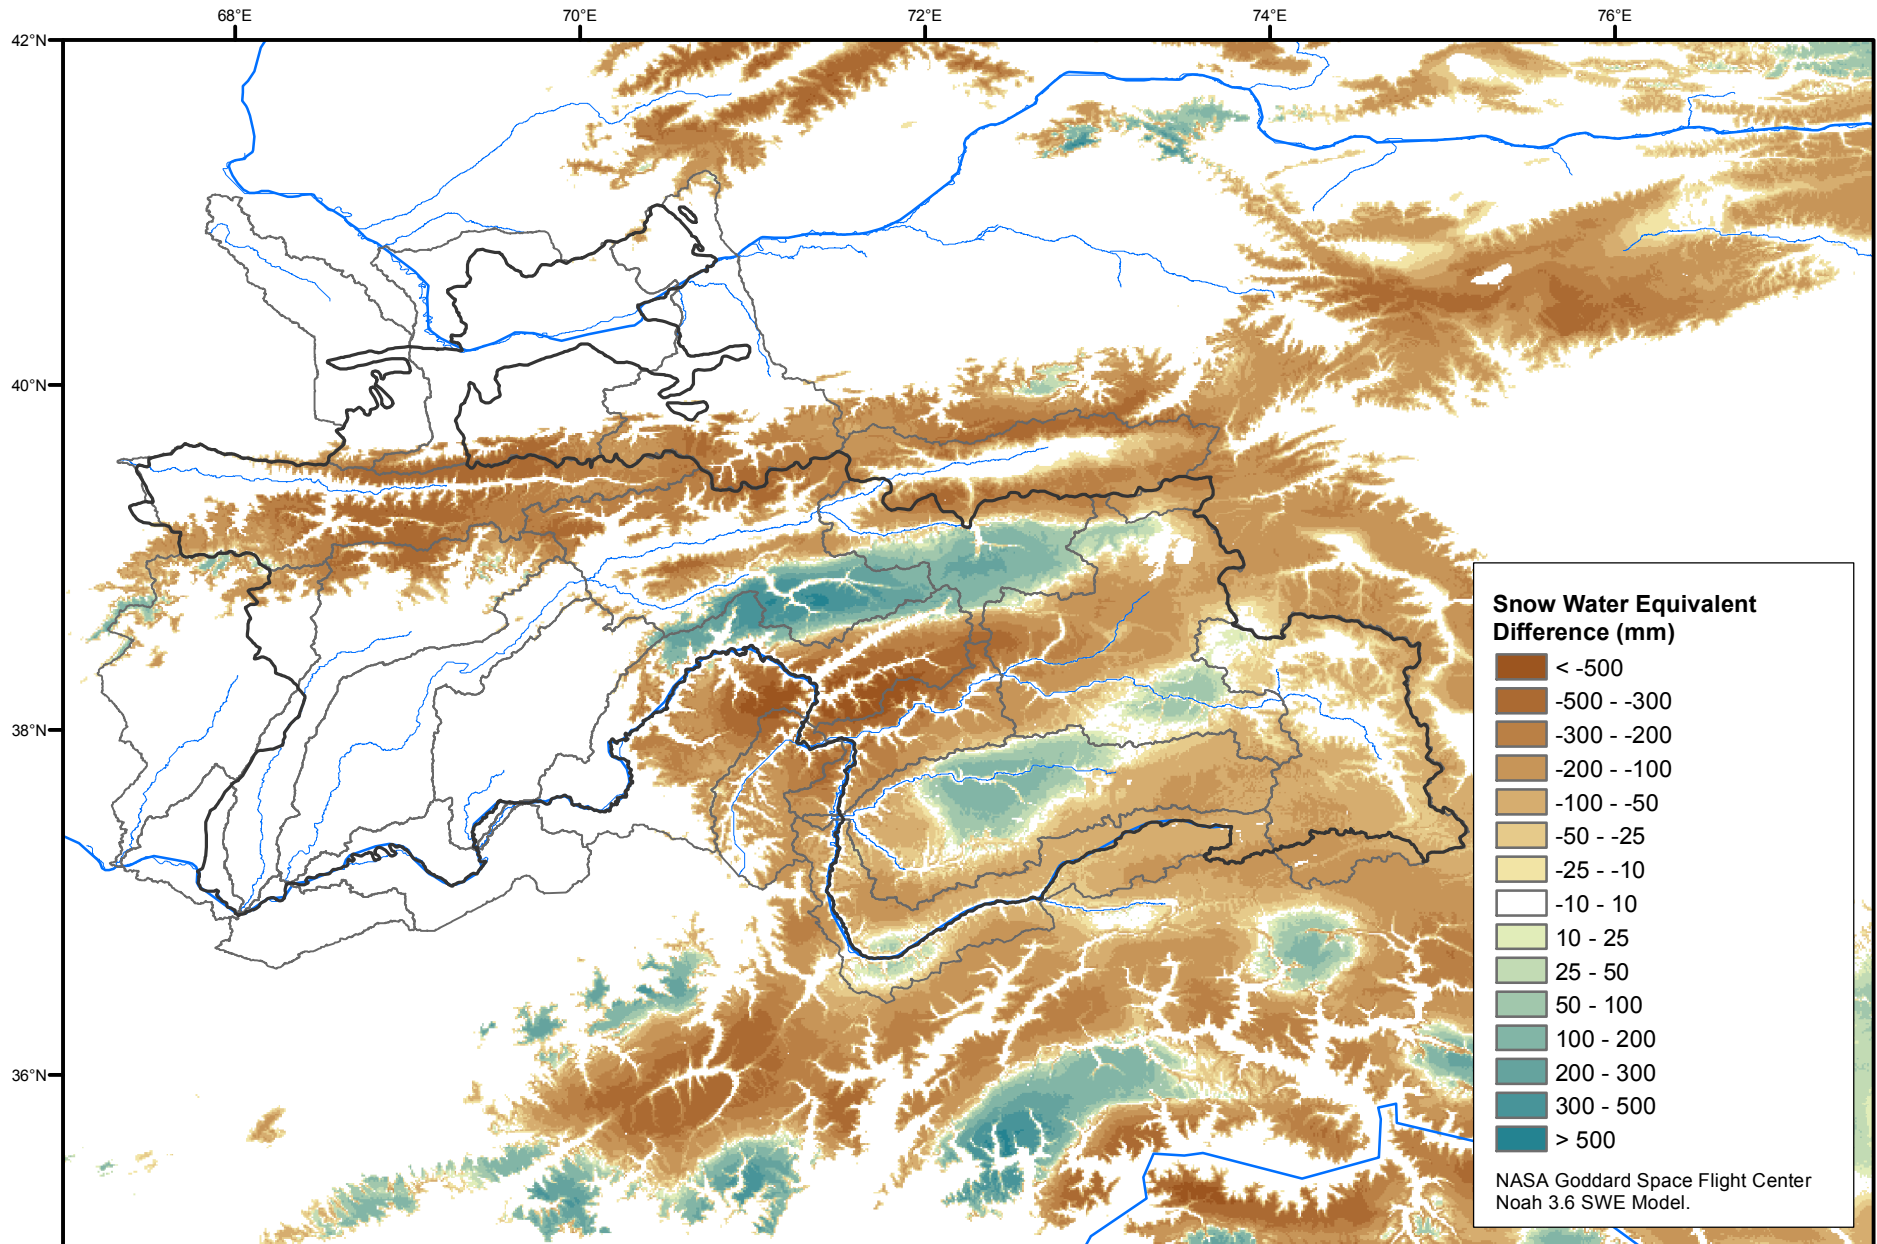 68°E 70°E 72°E 74°E 76°E
42°N
40°N
38°N
36°N
Snow Water Equivalent
Difference (mm)
< -500
-500 - -300
-300 - -200
-200 - -100
-100 - -50
-50 - -25
-25 - -10
-10 - 10
10 - 25
25 - 50
50 - 100
100 - 200
200 - 300
300 - 500
> 500
NASA Goddard Space Flight Center
Noah 3.6 SWE Model.